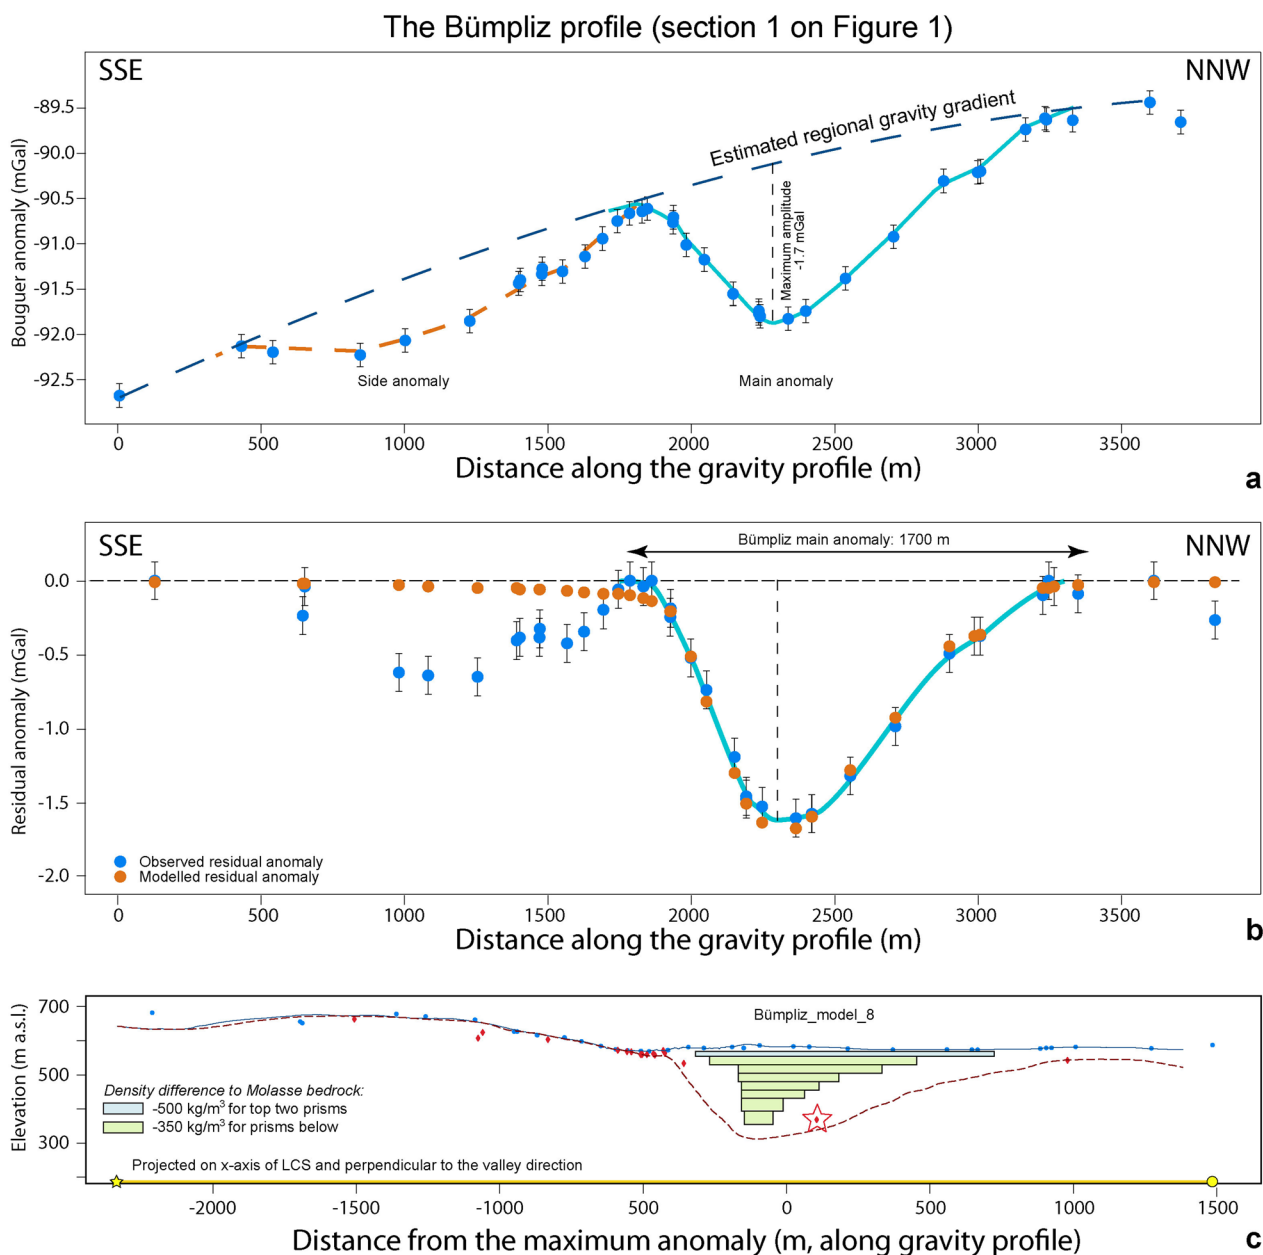 The Bümpliz profile (section 1 on Figure 1)
SSE
NNW
Bouguer anomaly (mGal)
-89.5
-90.0
-90.5
-91.0
-91.5
-92.0
-92.5
Estimated regional gravity gradient
Maximum amplitude
-1.7 mGal
Side anomaly
Main anomaly
0
500
1000
1500
2000
2500
3000
3500
Distance along the gravity profile (m)
a
SSE
NNW
Bümpliz main anomaly: 1700 m
Residual anomaly (mGal)
0.0
-0.5
-1.0
-1.5
-2.0
Observed residual anomaly
Modelled residual anomaly
0
500
1000
1500
2000
2500
3000
3500
Distance along the gravity profile (m)
b
Elevation (m a.s.l.)
700
500
300
Bümpliz_model_8
Density difference to Molasse bedrock:
-500 kg/m³ for top two prisms
-350 kg/m³ for prisms below
Projected on x-axis of LCS and perpendicular to the valley direction
-2000
-1500
-1000
-500
0
500
1000
1500
Distance from the maximum anomaly (m, along gravity profile)
c